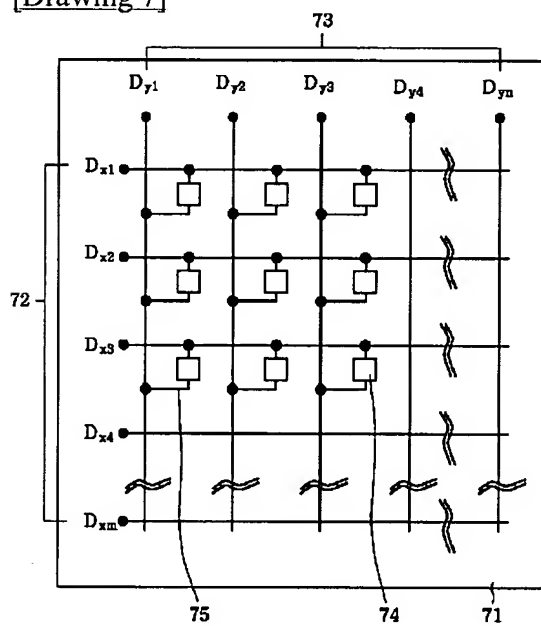 [Drawing 7]
73
Dy1 Dy2 Dy3 Dy4 Dyn
Dx1
Dx2
72
Dx3
Dx4
Dxm
75 74 71